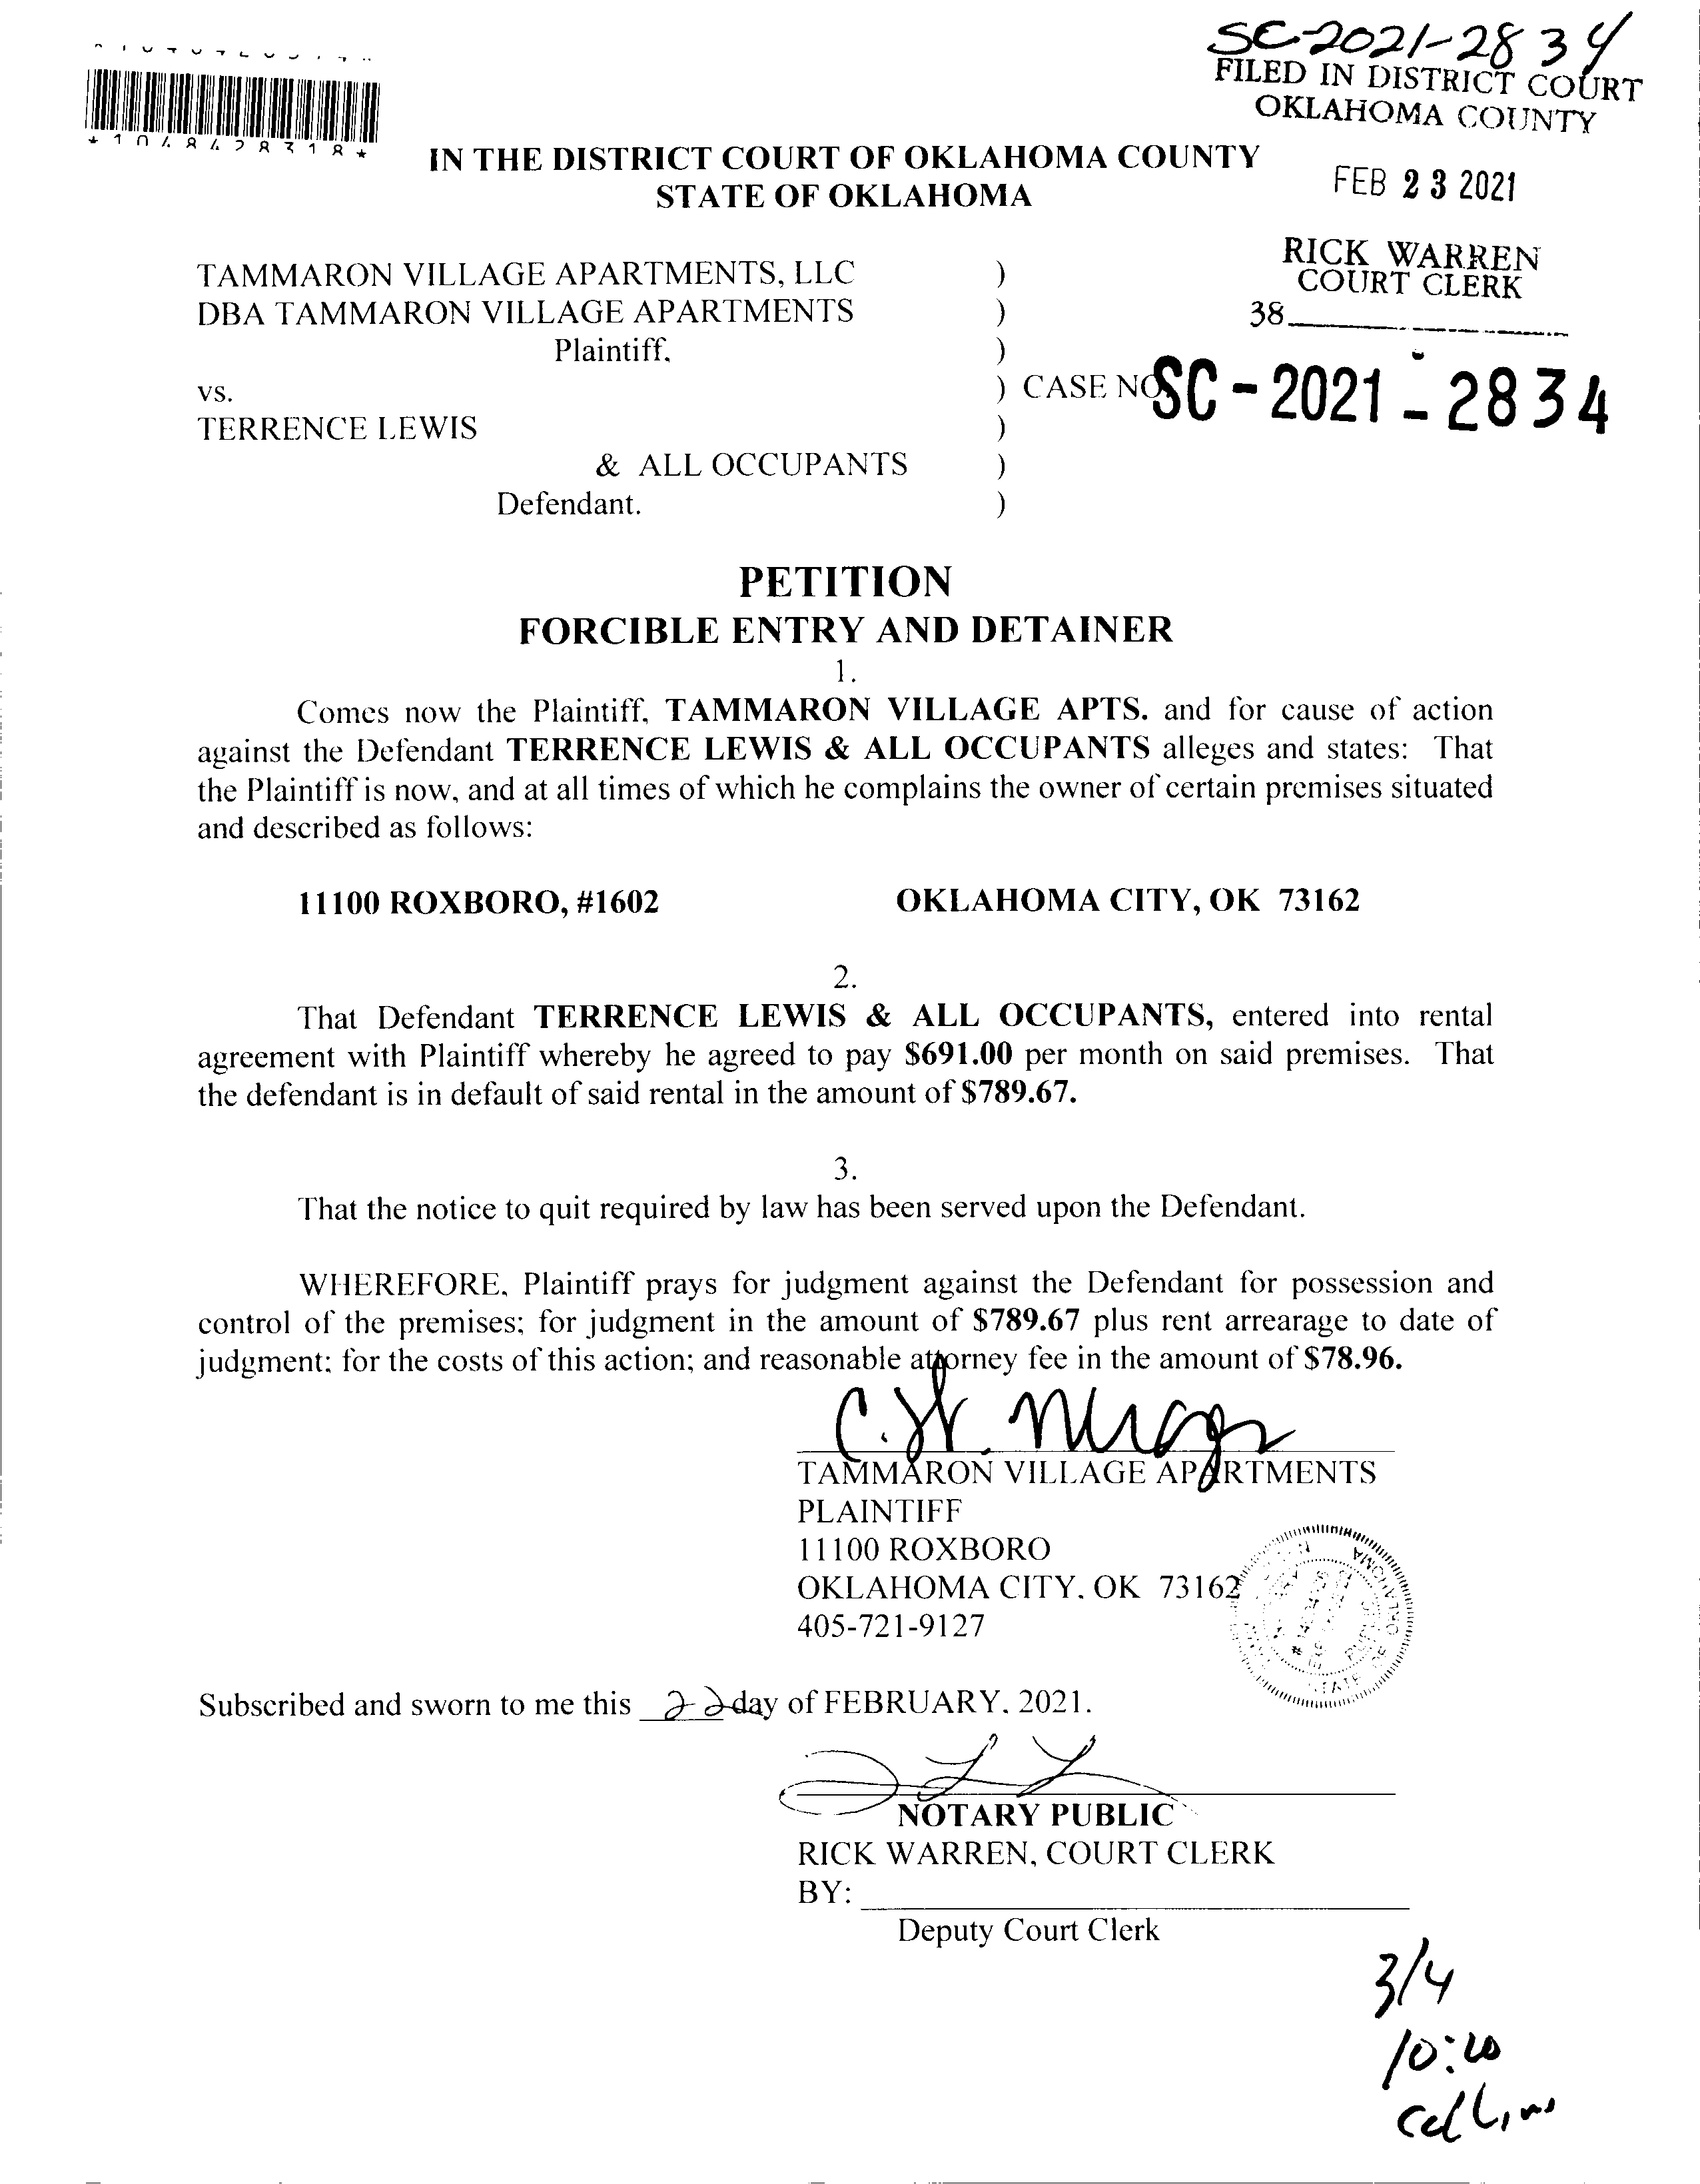 SC-2021-2834
FILED IN DISTRICT COURT
OKLAHOMA COUNTY
*1048428318*
IN THE DISTRICT COURT OF OKLAHOMA COUNTY
STATE OF OKLAHOMA
FEB 23 2021
RICK WARREN
COURT CLERK
38
TAMMARON VILLAGE APARTMENTS, LLC )
DBA TAMMARON VILLAGE APARTMENTS )
Plaintiff, )
vs. ) CASE NO SC-2021-2834
TERRENCE LEWIS )
& ALL OCCUPANTS )
Defendant. )
PETITION
FORCIBLE ENTRY AND DETAINER
1.
Comes now the Plaintiff, TAMMARON VILLAGE APTS. and for cause of action
against the Defendant TERRENCE LEWIS & ALL OCCUPANTS alleges and states: That
the Plaintiff is now, and at all times of which he complains the owner of certain premises situated
and described as follows:
11100 ROXBORO, #1602 OKLAHOMA CITY, OK 73162
2.
That Defendant TERRENCE LEWIS & ALL OCCUPANTS, entered into rental
agreement with Plaintiff whereby he agreed to pay $691.00 per month on said premises. That
the defendant is in default of said rental in the amount of $789.67.
3.
That the notice to quit required by law has been served upon the Defendant.
WHEREFORE, Plaintiff prays for judgment against the Defendant for possession and
control of the premises; for judgment in the amount of $789.67 plus rent arrearage to date of
judgment; for the costs of this action; and reasonable attorney fee in the amount of $78.96.
TAMMARON VILLAGE APARTMENTS
PLAINTIFF
11100 ROXBORO
OKLAHOMA CITY, OK 73162
405-721-9127
Subscribed and sworn to me this 22 day of FEBRUARY, 2021.
NOTARY PUBLIC
RICK WARREN, COURT CLERK
BY:
Deputy Court Clerk
3/4
10:20
Collins